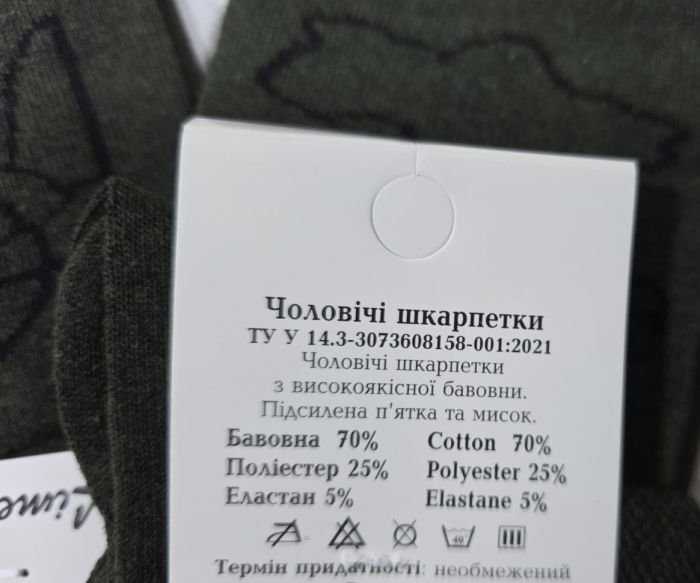 Чоловічі шкарпетки
ТУ У 14.3-3073608158-001:2021
Чоловічі шкарпетки
з високоякісної бавовни.
Підсилена п'ятка та мисок.
Бавовна 70% Cotton 70%
Поліестер 25% Polyester 25%
Еластан 5% Elastane 5%
40°
Термін придатності: необмежений